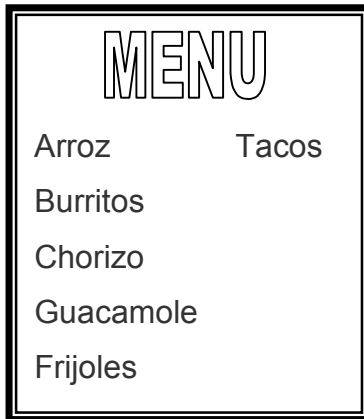 MENU
Arroz Tacos
Burritos
Chorizo
Guacamole
Frijoles